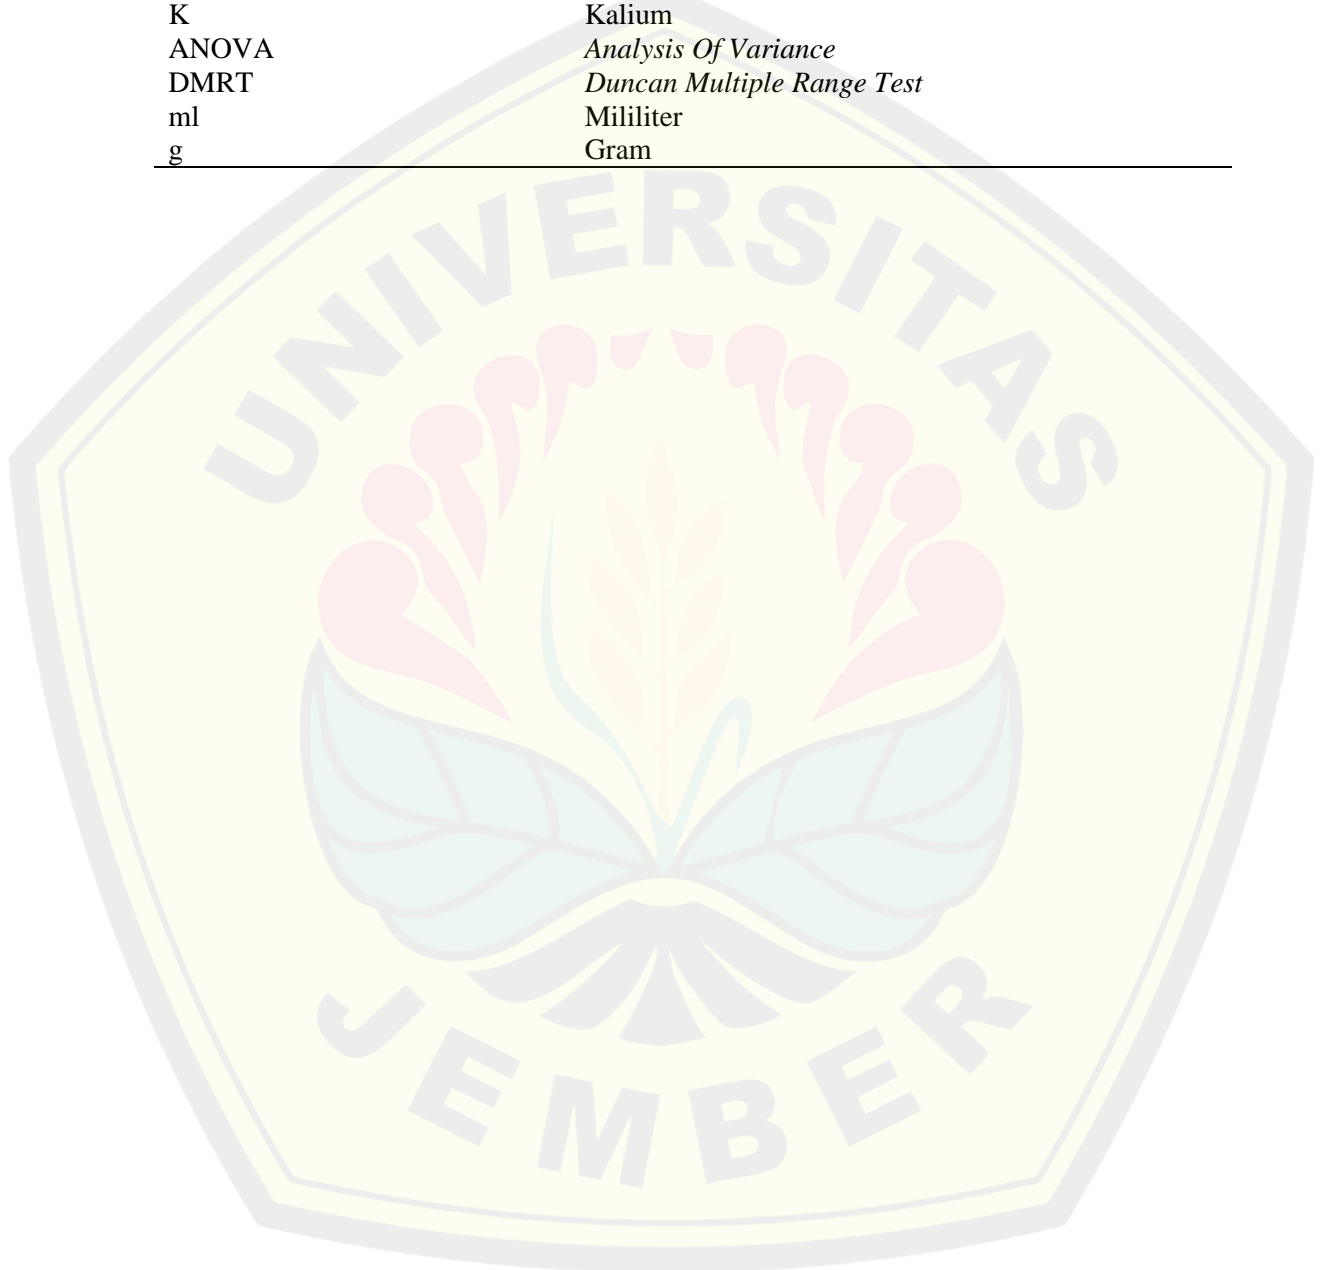 K Kalium
ANOVA Analysis Of Variance
DMRT Duncan Multiple Range Test
ml Mililiter
g Gram
UNIVERSITAS
JEMBER